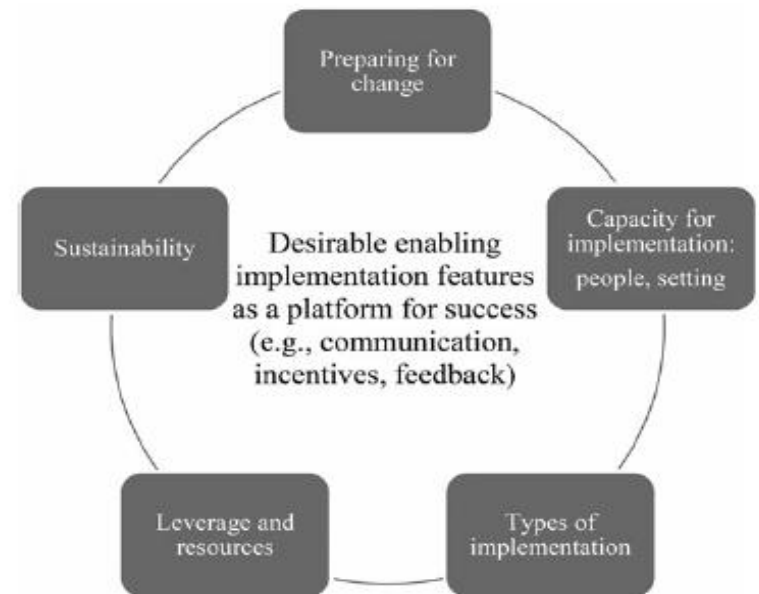 Preparing for
change
Capacity for
implementation:
people, setting
Sustainability
Desirable enabling
implementation features
as a platform for success
(e.g., communication,
incentives, feedback)
Leverage and
resources
Types of
implementation